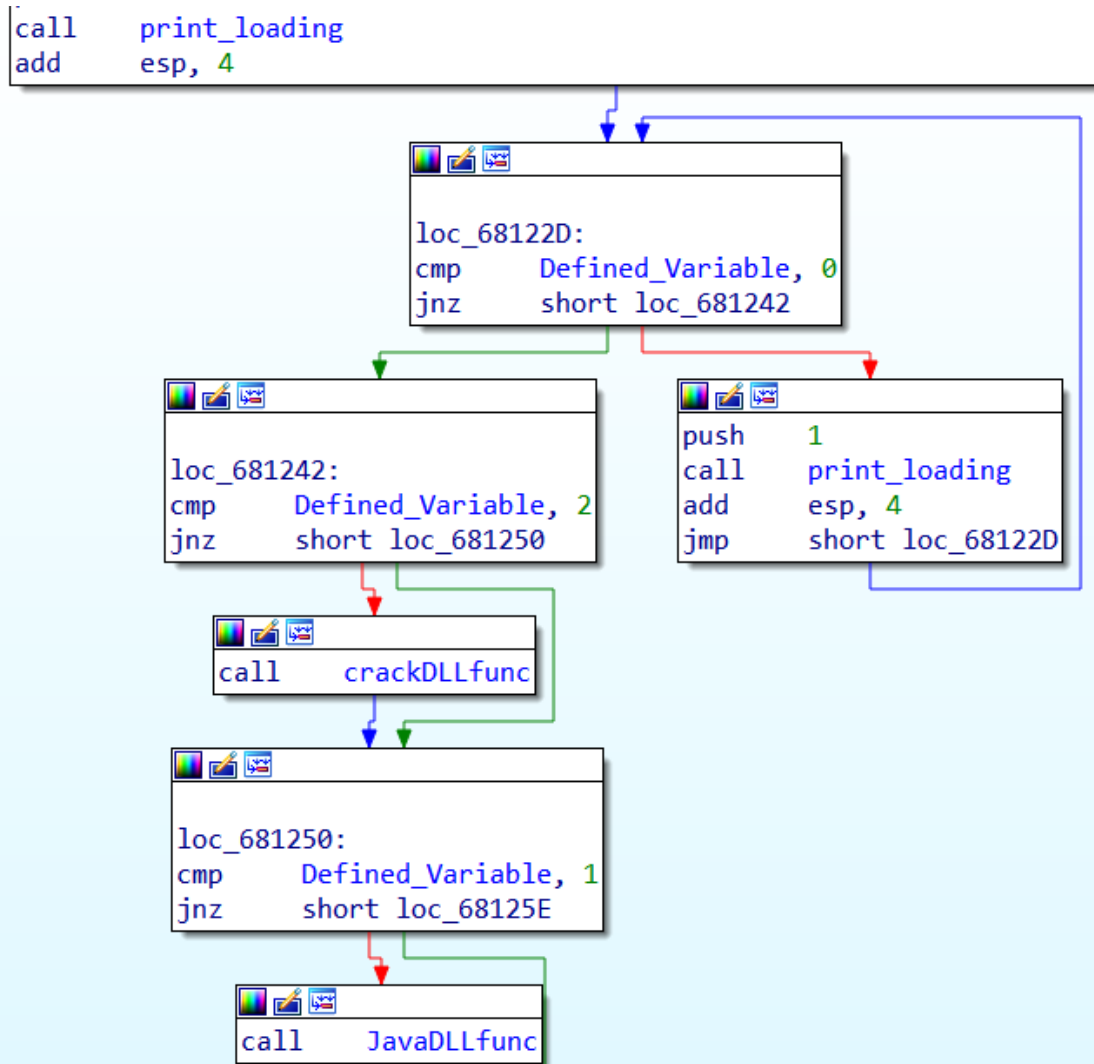 call print_loading
add esp, 4
loc_68122D:
cmp Defined_Variable, 0
jnz short loc_681242
loc_681242:
cmp Defined_Variable, 2
jnz short loc_681250
push 1
call print_loading
add esp, 4
jmp short loc_68122D
call crackDLLfunc
loc_681250:
cmp Defined_Variable, 1
jnz short loc_68125E
call JavaDLLfunc